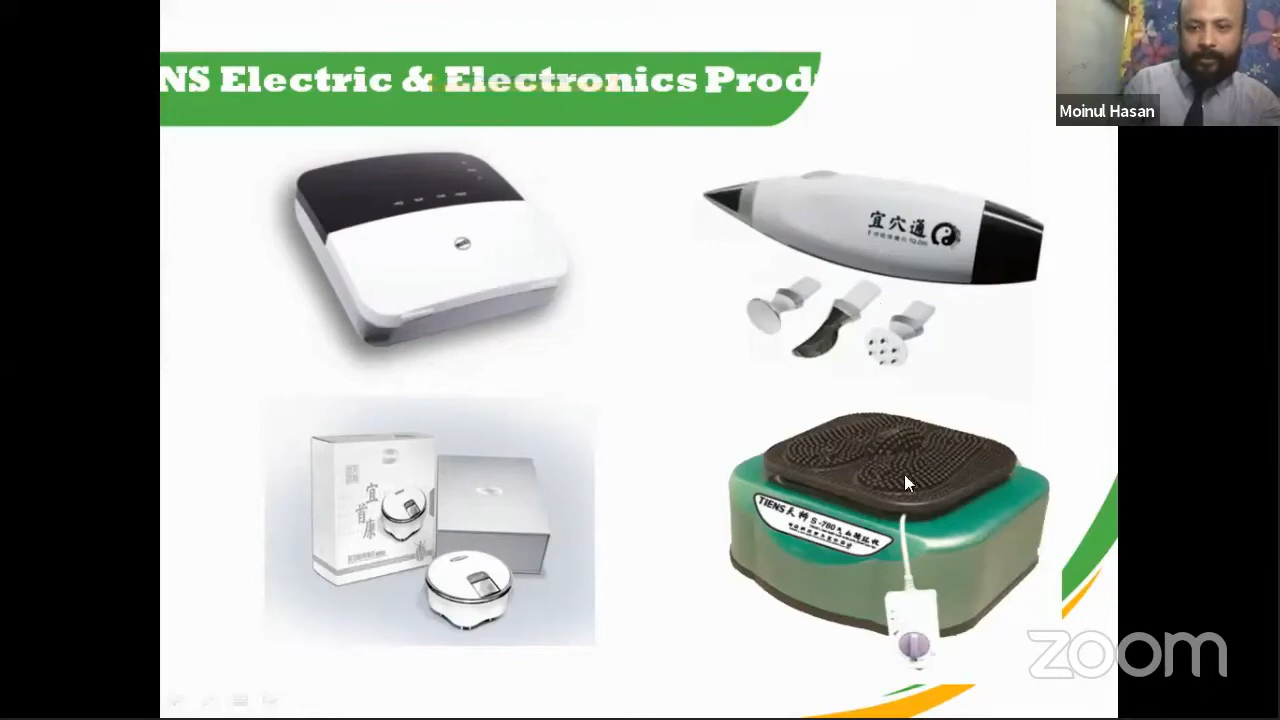 NS Electric & Electronics Prod
Moinul Hasan
宜穴通
宜首康
TIENS天狮 S-780
zoom